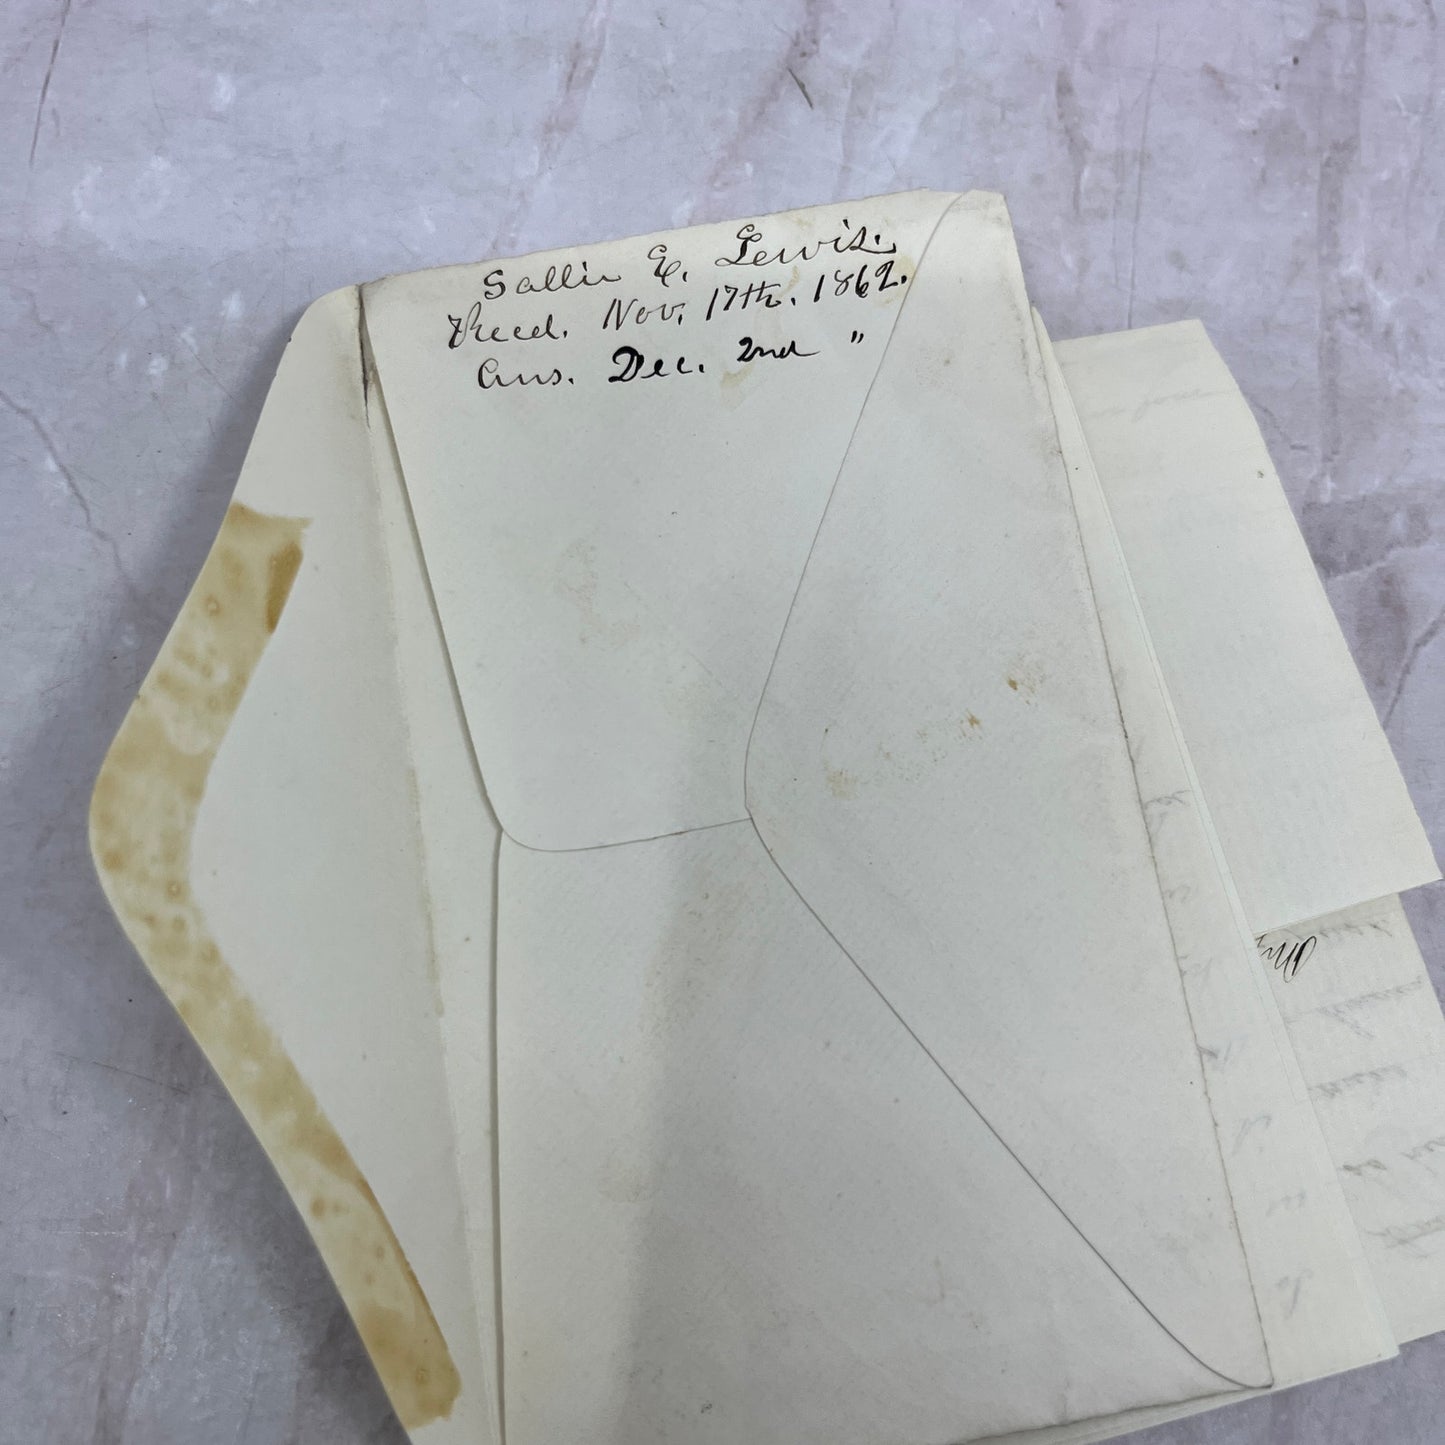 Sallie E. Lewis.
Recd. Nov. 17th. 1862.
Ans. Dec. 2nd "